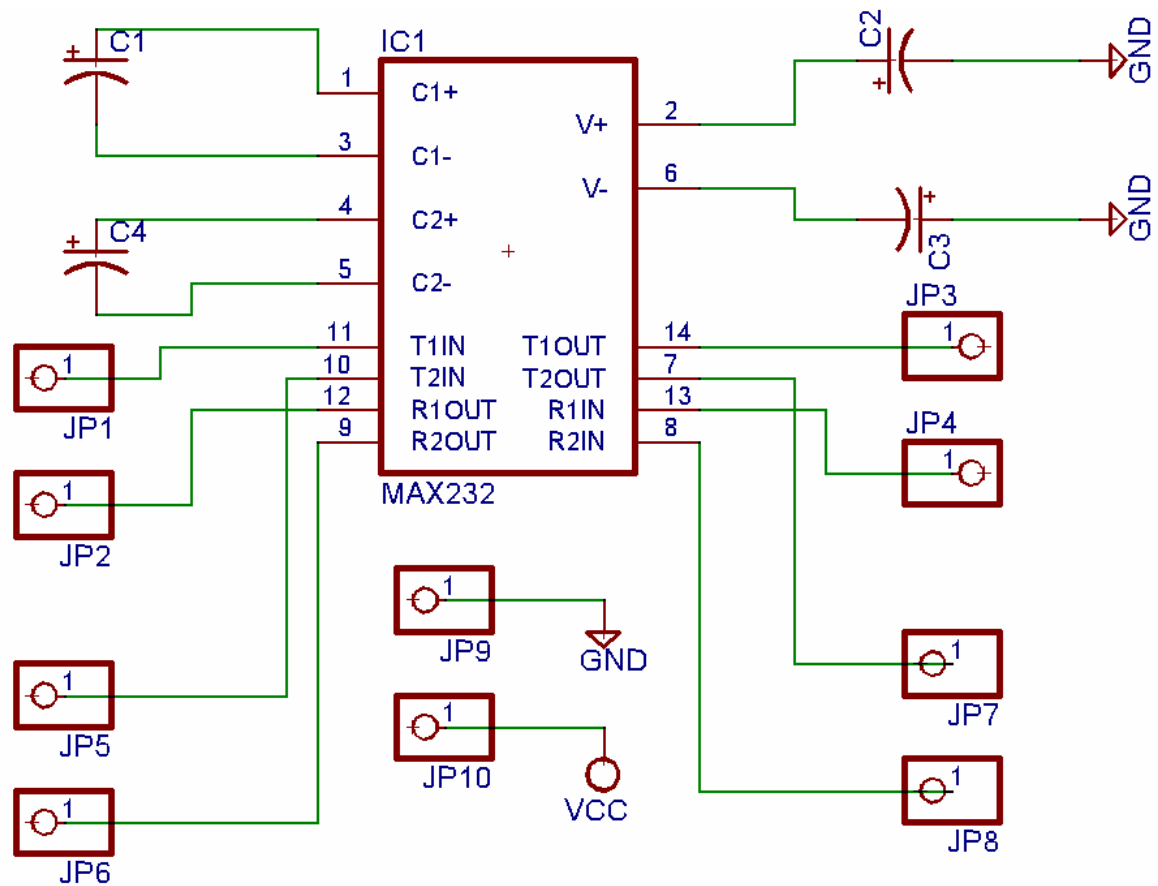 C1
+
IC1
C2
+
GND
1
C1+
V+
2
3
C1-
V-
6
GND
4
C2+
+
C3
C4
+
5
C2-
JP3
11
T1IN
T1OUT
14
1
10
T2IN
T2OUT
7
1
JP1
12
R1OUT
R1IN
13
JP4
9
R2OUT
R2IN
8
1
MAX232
1
JP2
1
JP9
GND
1
JP5
1
JP7
1
JP10
VCC
1
JP6
1
JP8